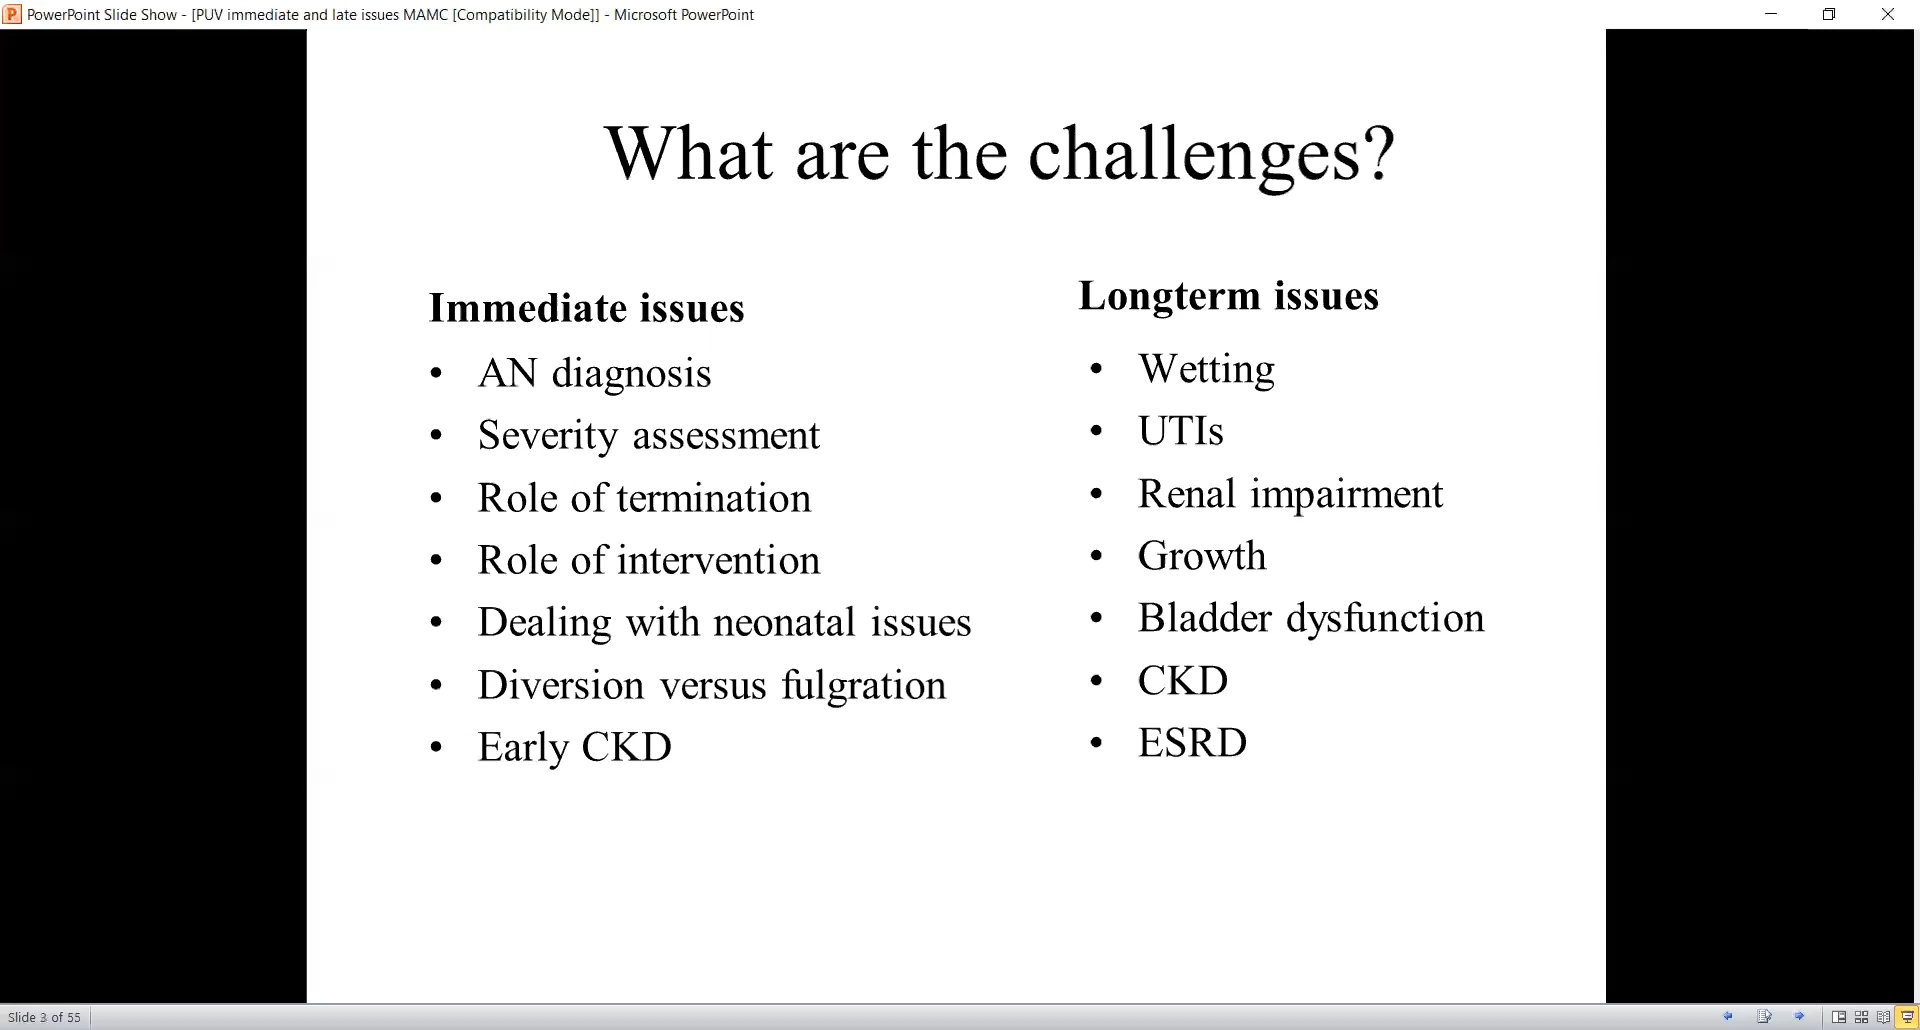 PowerPoint Slide Show - [PUV immediate and late issues MAMC [Compatibility Mode]] - Microsoft PowerPoint
What are the challenges?
Immediate issues
• AN diagnosis
• Severity assessment
• Role of termination
• Role of intervention
• Dealing with neonatal issues
• Diversion versus fulgration
• Early CKD
Longterm issues
• Wetting
• UTIs
• Renal impairment
• Growth
• Bladder dysfunction
• CKD
• ESRD
Slide 3 of 55